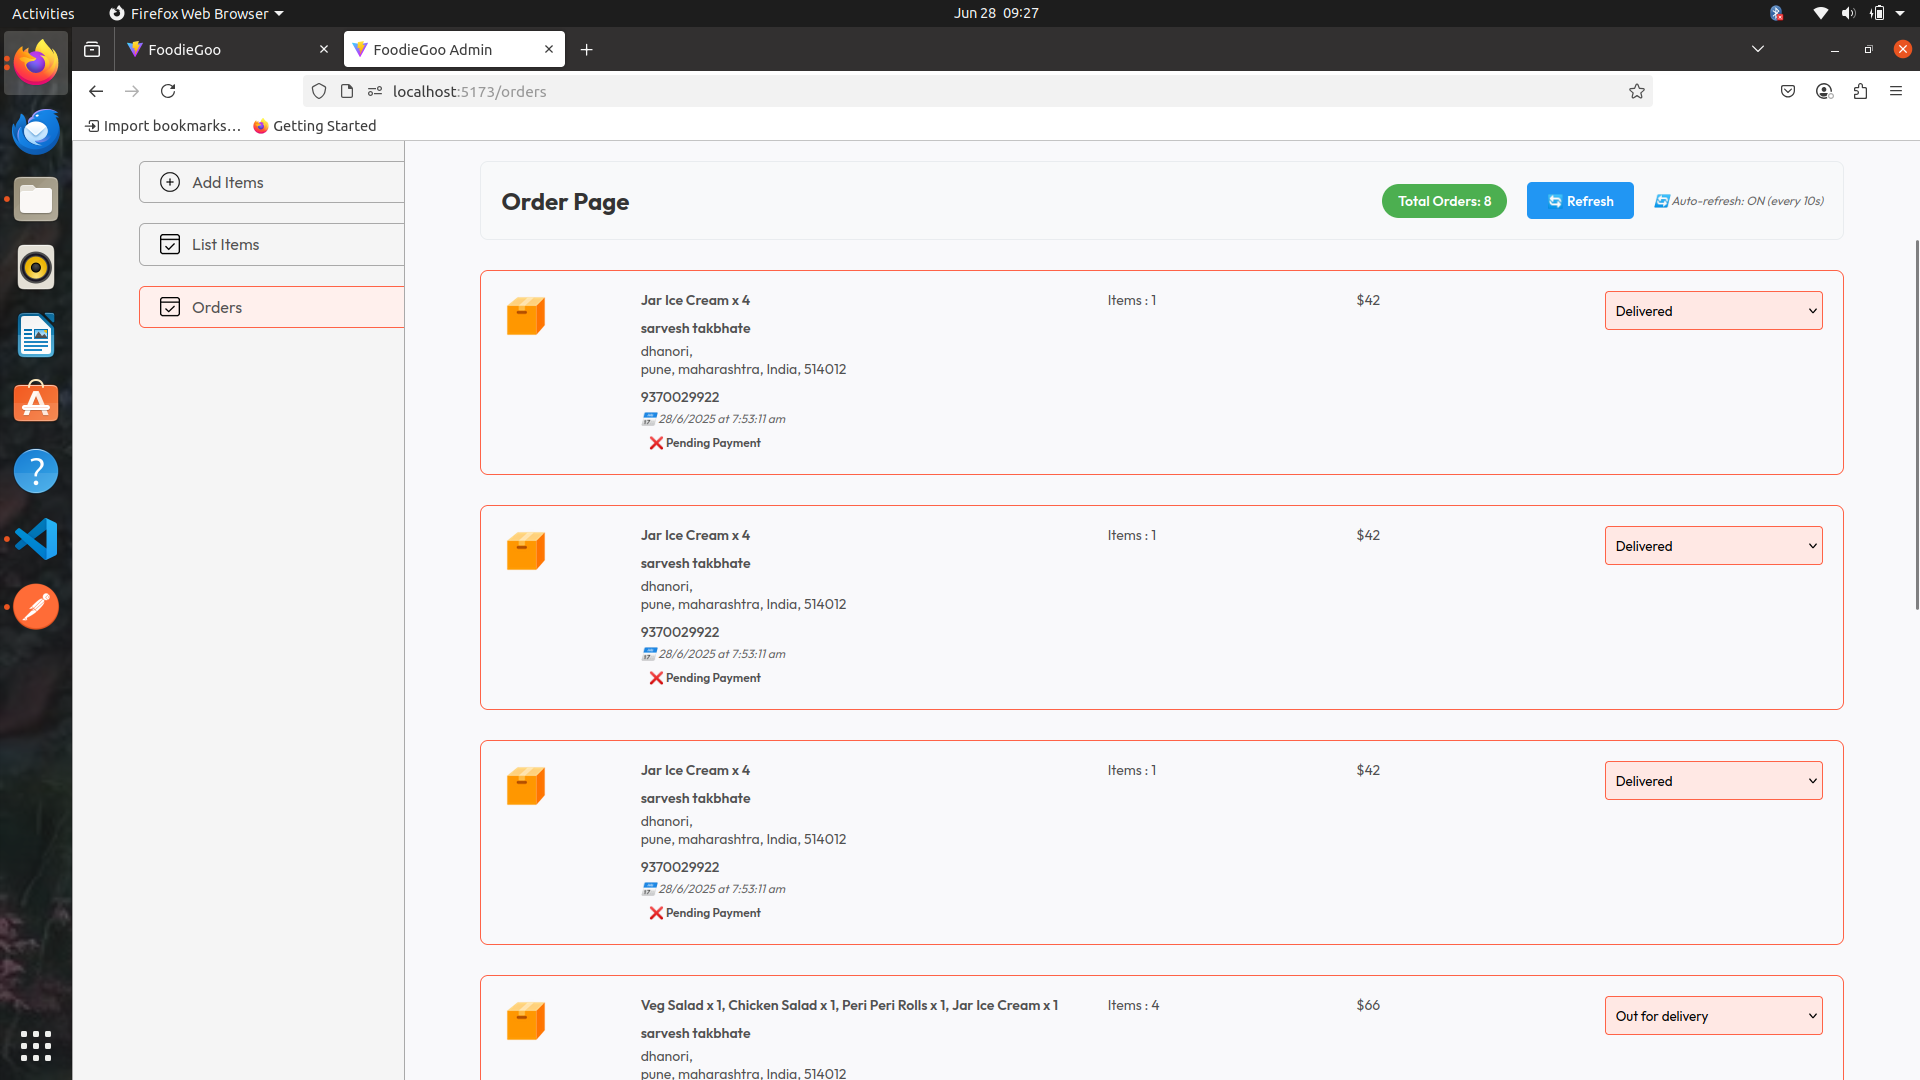 Activities
Firefox Web Browser
Jun 28 09:27
FoodieGoo
FoodieGoo Admin
localhost:5173/orders
Import bookmarks…
Getting Started
Add Items
List Items
Orders
Order Page
Total Orders: 8
Refresh
Auto-refresh: ON (every 10s)
Jar Ice Cream x 4
Items : 1
$42
Delivered
sarvesh takbhate
dhanori,
pune, maharashtra, India, 514012
9370029922
28/6/2025 at 7:53:11 am
❌ Pending Payment
Jar Ice Cream x 4
Items : 1
$42
Delivered
sarvesh takbhate
dhanori,
pune, maharashtra, India, 514012
9370029922
28/6/2025 at 7:53:11 am
❌ Pending Payment
Jar Ice Cream x 4
Items : 1
$42
Delivered
sarvesh takbhate
dhanori,
pune, maharashtra, India, 514012
9370029922
28/6/2025 at 7:53:11 am
❌ Pending Payment
Veg Salad x 1, Chicken Salad x 1, Peri Peri Rolls x 1, Jar Ice Cream x 1
Items : 4
$66
Out for delivery
sarvesh takbhate
dhanori,
pune, maharashtra, India, 514012